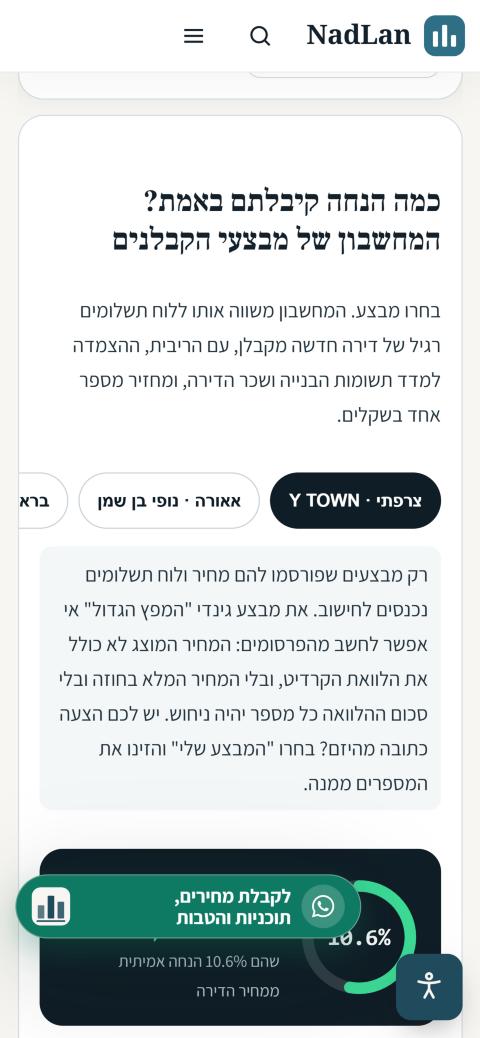 NadLan
כמה הנחה קיבלתם באמת?
המחשבון של מבצעי הקבלנים
בחרו מבצע. המחשבון משווה אותו ללוח תשלומים
רגיל של דירה חדשה מקבלן, עם הריבית, ההצמדה
למדד תשומות הבנייה ושכר הדירה, ומחזיר מספר
אחד בשקלים.
צרפתי · Y TOWN
אאורה · נופי בן שמן
ברא
רק מבצעים שפורסמו להם מחיר ולוח תשלומים
נכנסים לחישוב. את מבצע גינדי "המפץ הגדול" אי
אפשר לחשב מהפרסומים: המחיר המוצג לא כולל
את הלוואת הקרדיט, ובלי המחיר המלא בחוזה ובלי
סכום ההלוואה כל מספר יהיה ניחוש. יש לכם הצעה
כתובה מהיזם? בחרו "המבצע שלי" והזינו את
המספרים ממנה.
לקבלת מחירים,
תוכניות והטבות
10.6%
שהם 10.6% הנחה אמיתית
ממחיר הדירה